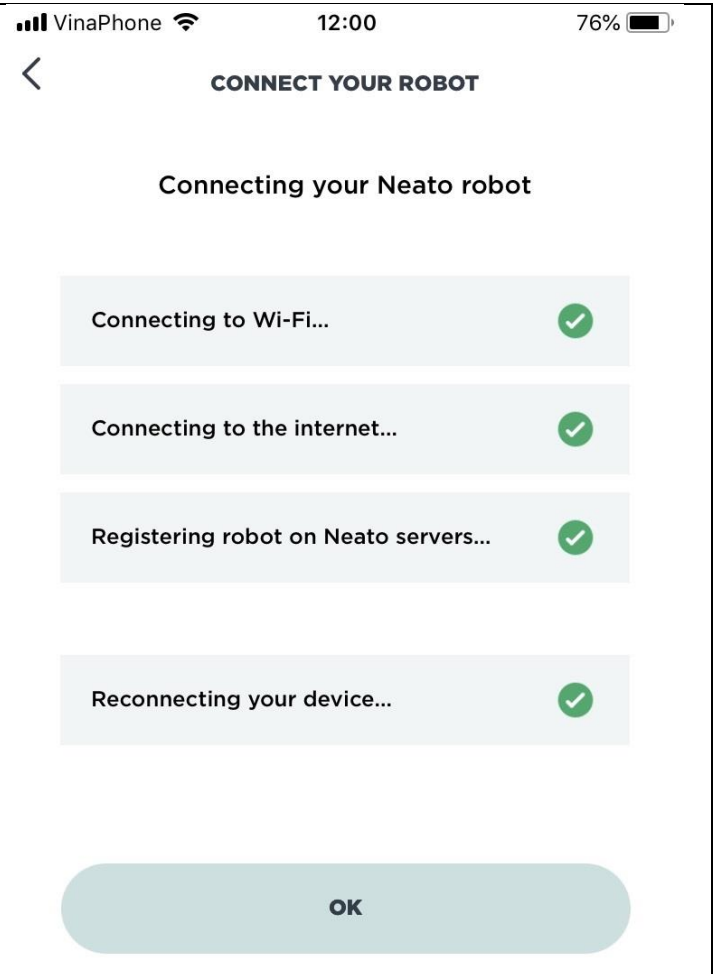 VinaPhone 12:00 76%
CONNECT YOUR ROBOT
Connecting your Neato robot
Connecting to Wi-Fi...
Connecting to the internet...
Registering robot on Neato servers...
Reconnecting your device...
OK